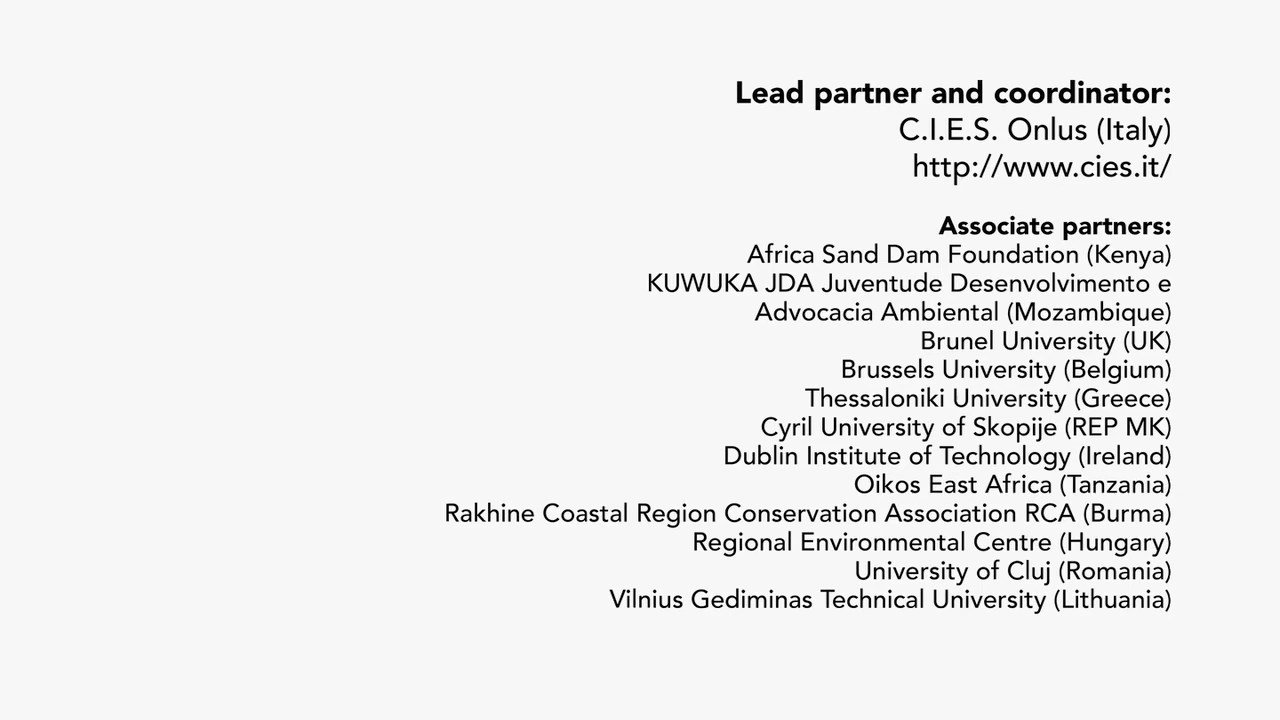 Lead partner and coordinator:
C.I.E.S. Onlus (Italy)
http://www.cies.it/
Associate partners:
Africa Sand Dam Foundation (Kenya)
KUWUKA JDA Juventude Desenvolvimento e
Advocacia Ambiental (Mozambique)
Brunel University (UK)
Brussels University (Belgium)
Thessaloniki University (Greece)
Cyril University of Skopije (REP MK)
Dublin Institute of Technology (Ireland)
Oikos East Africa (Tanzania)
Rakhine Coastal Region Conservation Association RCA (Burma)
Regional Environmental Centre (Hungary)
University of Cluj (Romania)
Vilnius Gediminas Technical University (Lithuania)